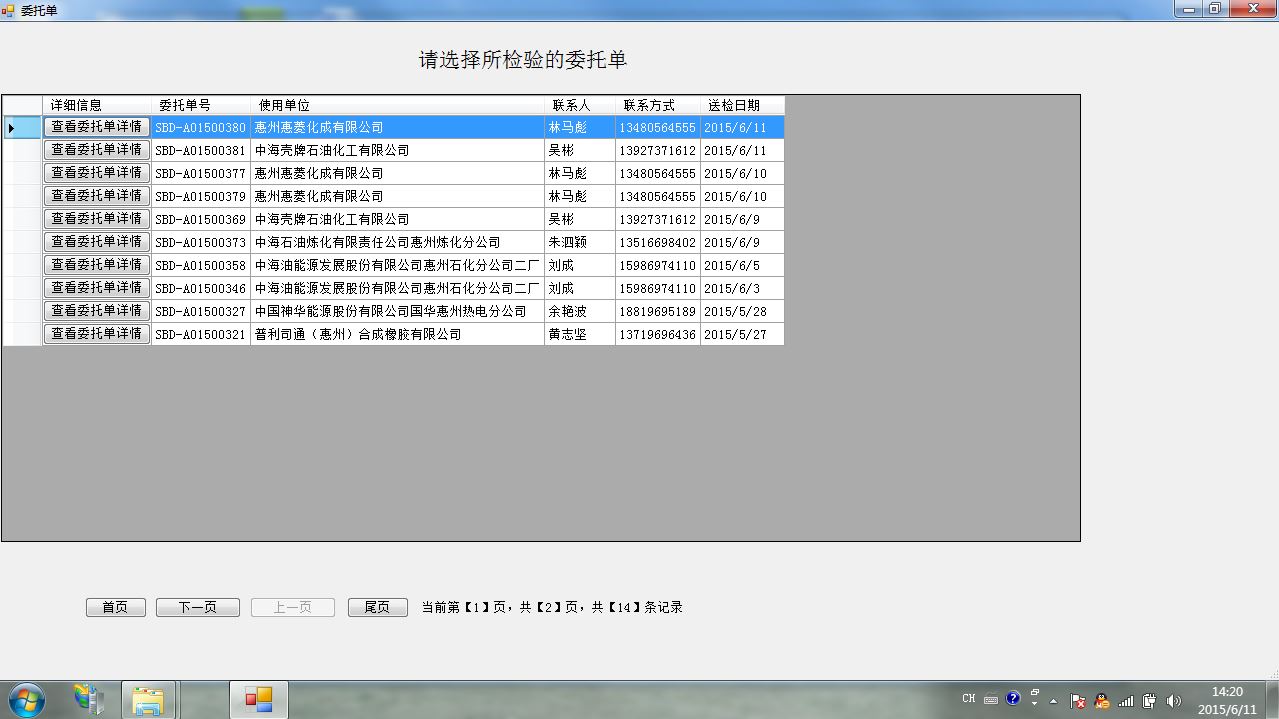 委托单
请选择所检验的委托单
详细信息 委托单号 使用单位 联系人 联系方式 送检日期
查看委托单详情 SBD-A01500380 惠州惠菱化成有限公司 林马彪 13480564555 2015/6/11
查看委托单详情 SBD-A01500381 中海壳牌石油化工有限公司 吴彬 13927371612 2015/6/11
查看委托单详情 SBD-A01500377 惠州惠菱化成有限公司 林马彪 13480564555 2015/6/10
查看委托单详情 SBD-A01500379 惠州惠菱化成有限公司 林马彪 13480564555 2015/6/10
查看委托单详情 SBD-A01500369 中海壳牌石油化工有限公司 吴彬 13927371612 2015/6/9
查看委托单详情 SBD-A01500373 中海石油炼化有限责任公司惠州炼化分公司 朱泗颖 13516698402 2015/6/9
查看委托单详情 SBD-A01500358 中海油能源发展股份有限公司惠州石化分公司二厂 刘成 15986974110 2015/6/5
查看委托单详情 SBD-A01500346 中海油能源发展股份有限公司惠州石化分公司二厂 刘成 15986974110 2015/6/3
查看委托单详情 SBD-A01500327 中国神华能源股份有限公司国华惠州热电分公司 余艳波 18819695189 2015/5/28
查看委托单详情 SBD-A01500321 普利司通（惠州）合成橡胶有限公司 黄志坚 13719696436 2015/5/27
首页 下一页 上一页 尾页 当前第【1】页，共【2】页，共【14】条记录
CH 14:20
2015/6/11